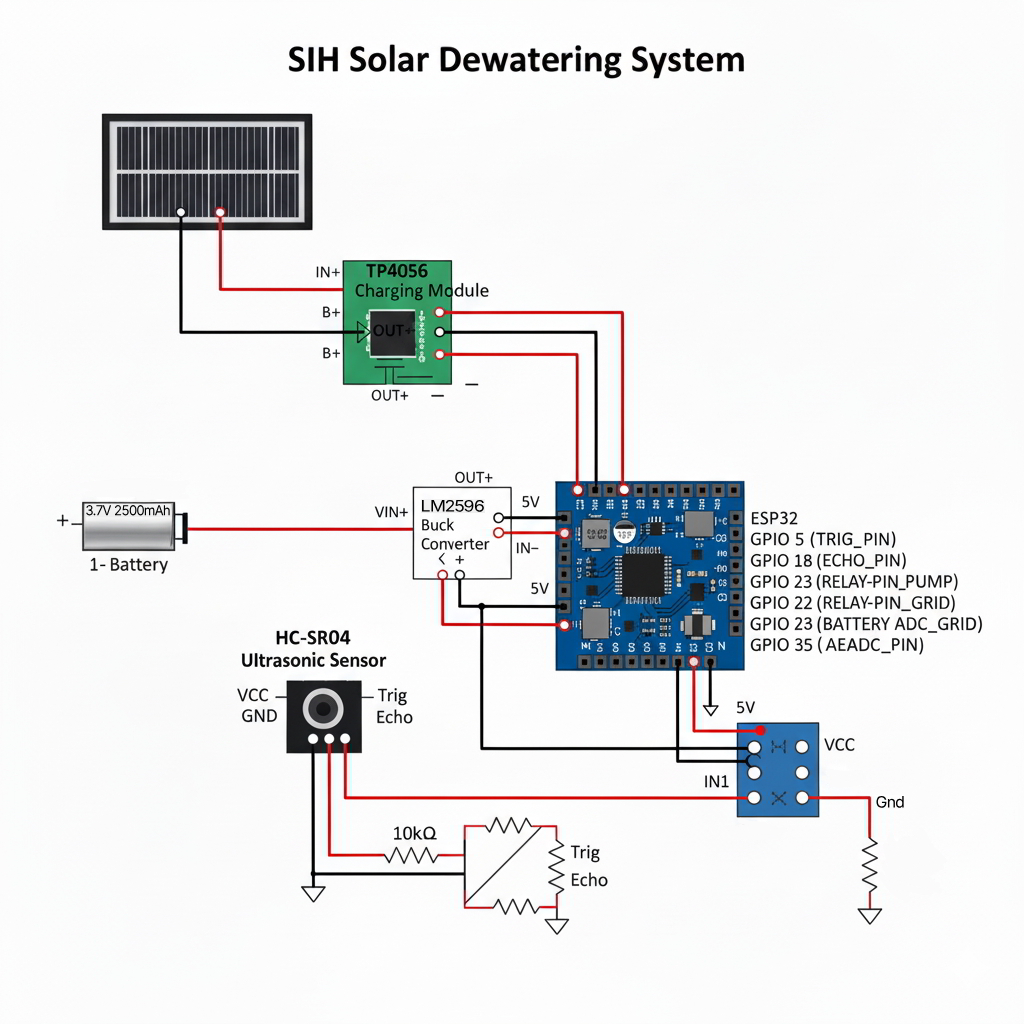 SIH Solar Dewatering System
IN+
TP4056
Charging Module
B+
OUT+
B+
OUT+
OUT+
LM2596
Buck
Converter
VIN+
5V
IN−
5V
+
3.7V 2500mAh
1- Battery
ESP32
GPIO 5 (TRIG_PIN)
GPIO 18 (ECHO_PIN)
GPIO 23 (RELAY-PIN_PUMP)
GPIO 22 (RELAY-PIN_GRID)
GPIO 23 (BATTERY ADC_GRID)
GPIO 35 ( AEADC_PIN)
HC-SR04
Ultrasonic Sensor
VCC
Trig
GND
Echo
5V
VCC
IN1
Gnd
10kΩ
Trig
Echo